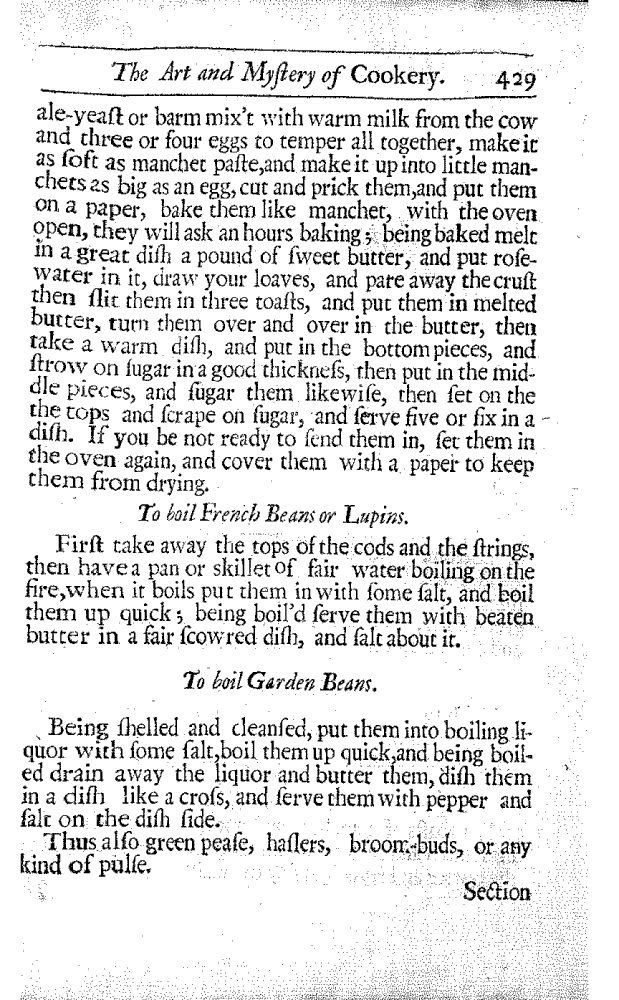 The Art and Myſtery of Cookery. 429
ale-yeaſt or barm mix't with warm milk from the cow
and three or four eggs to temper all together, make it
as ſoft as manchet paſte,and make it up into little man-
chets as big as an egg, cut and prick them,and put them
on a paper, bake them like manchet, with the oven
open, they will ask an hours baking; being baked melt
in a great diſh a pound of ſweet butter, and put roſe-
water in it, draw your loaves, and pare away the cruſt
then ſlit them in three toaſts, and put them in melted
butter, turn them over and over in the butter, then
take a warm diſh, and put in the bottom pieces, and
ſtrow on ſugar in a good thickneſs, then put in the mid-
dle pieces, and ſugar them likewiſe, then ſet on the
the tops and ſcrape on ſugar, and ſerve five or ſix in a
diſh. If you be not ready to ſend them in, ſet them in
the oven again, and cover them with a paper to keep
them from drying.
To boil French Beans or Lupins.
Firſt take away the tops of the cods and the ſtrings,
then have a pan or skillet of fair water boiling on the
fire,when it boils put them in with ſome ſalt, and boil
them up quick; being boil'd ſerve them with beaten
butter in a fair ſcowred diſh, and ſalt about it.
To boil Garden Beans.
Being ſhelled and cleanſed, put them into boiling li-
quor with ſome ſalt,boil them up quick,and being boil-
ed drain away the liquor and butter them, diſh them
in a diſh like a croſs, and ſerve them with pepper and
ſalt on the diſh ſide.
Thus alſo green peaſe, haſlers, broom-buds, or any
kind of pulſe.
Section